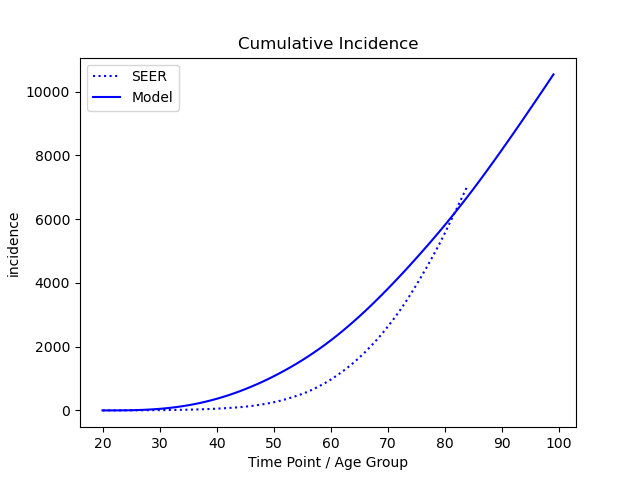 Cumulative Incidence
SEER
Model
incidence
10000
8000
6000
4000
2000
0
20 30 40 50 60 70 80 90 100
Time Point / Age Group